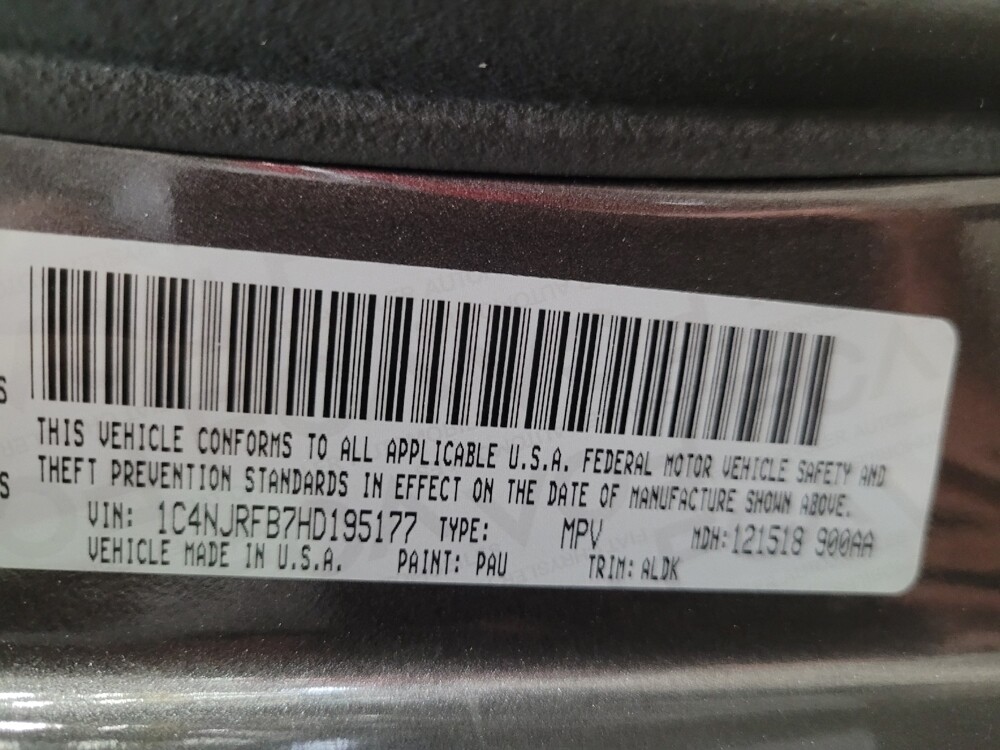 S
THIS VEHICLE CONFORMS TO ALL APPLICABLE U.S.A. FEDERAL MOTOR VEHICLE SAFETY AND
S THEFT PREVENTION STANDARDS IN EFFECT ON THE DATE OF MANUFACTURE SHOWN ABOVE.
VIN: 1C4NJRFB7HD195177 TYPE: MPV MDH:121518 900AA
VEHICLE MADE IN U.S.A. PAINT: PAU TRIM: ALDK